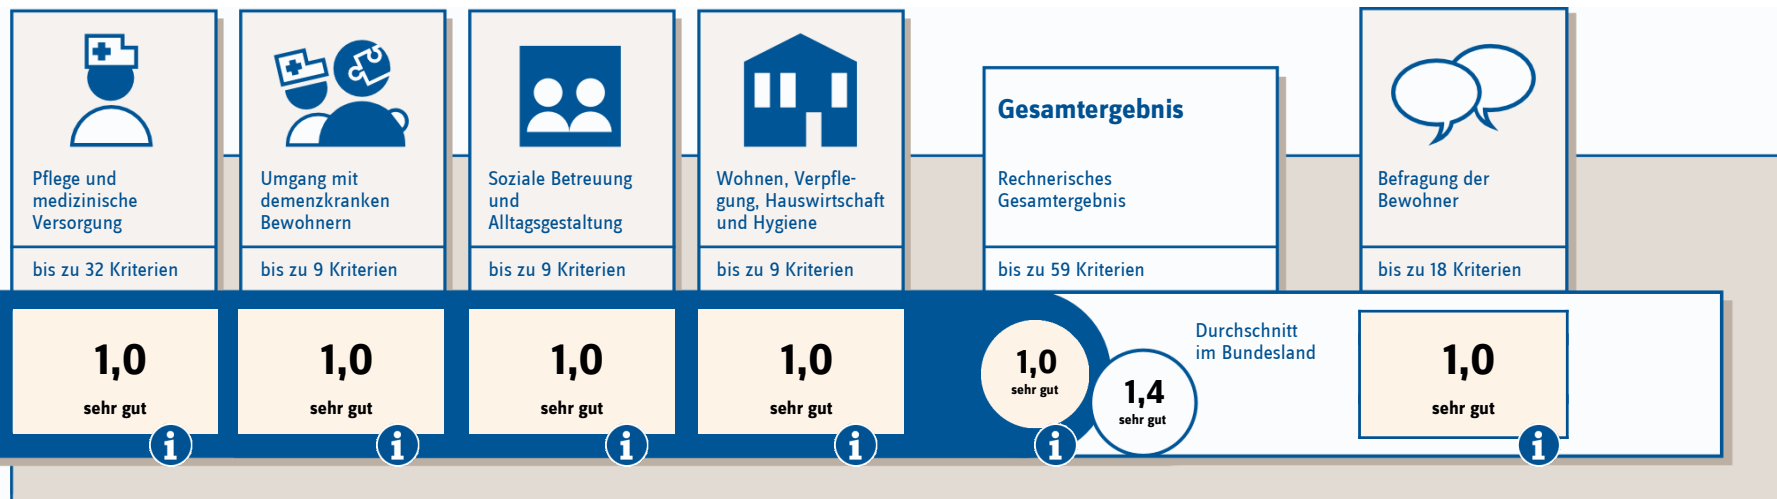 Pflege und
medizinische
Versorgung
bis zu 32 Kriterien
1,0
sehr gut
i
Umgang mit
demenzkranken
Bewohnern
bis zu 9 Kriterien
1,0
sehr gut
i
Soziale Betreuung
und
Alltagsgestaltung
bis zu 9 Kriterien
1,0
sehr gut
i
Wohnen, Verpfle-
gung, Hauswirtschaft
und Hygiene
bis zu 9 Kriterien
1,0
sehr gut
i
Gesamtergebnis
Rechnerisches
Gesamtergebnis
bis zu 59 Kriterien
1,0
sehr gut
i
Durchschnitt
im Bundesland
1,4
sehr gut
Befragung der
Bewohner
bis zu 18 Kriterien
1,0
sehr gut
i